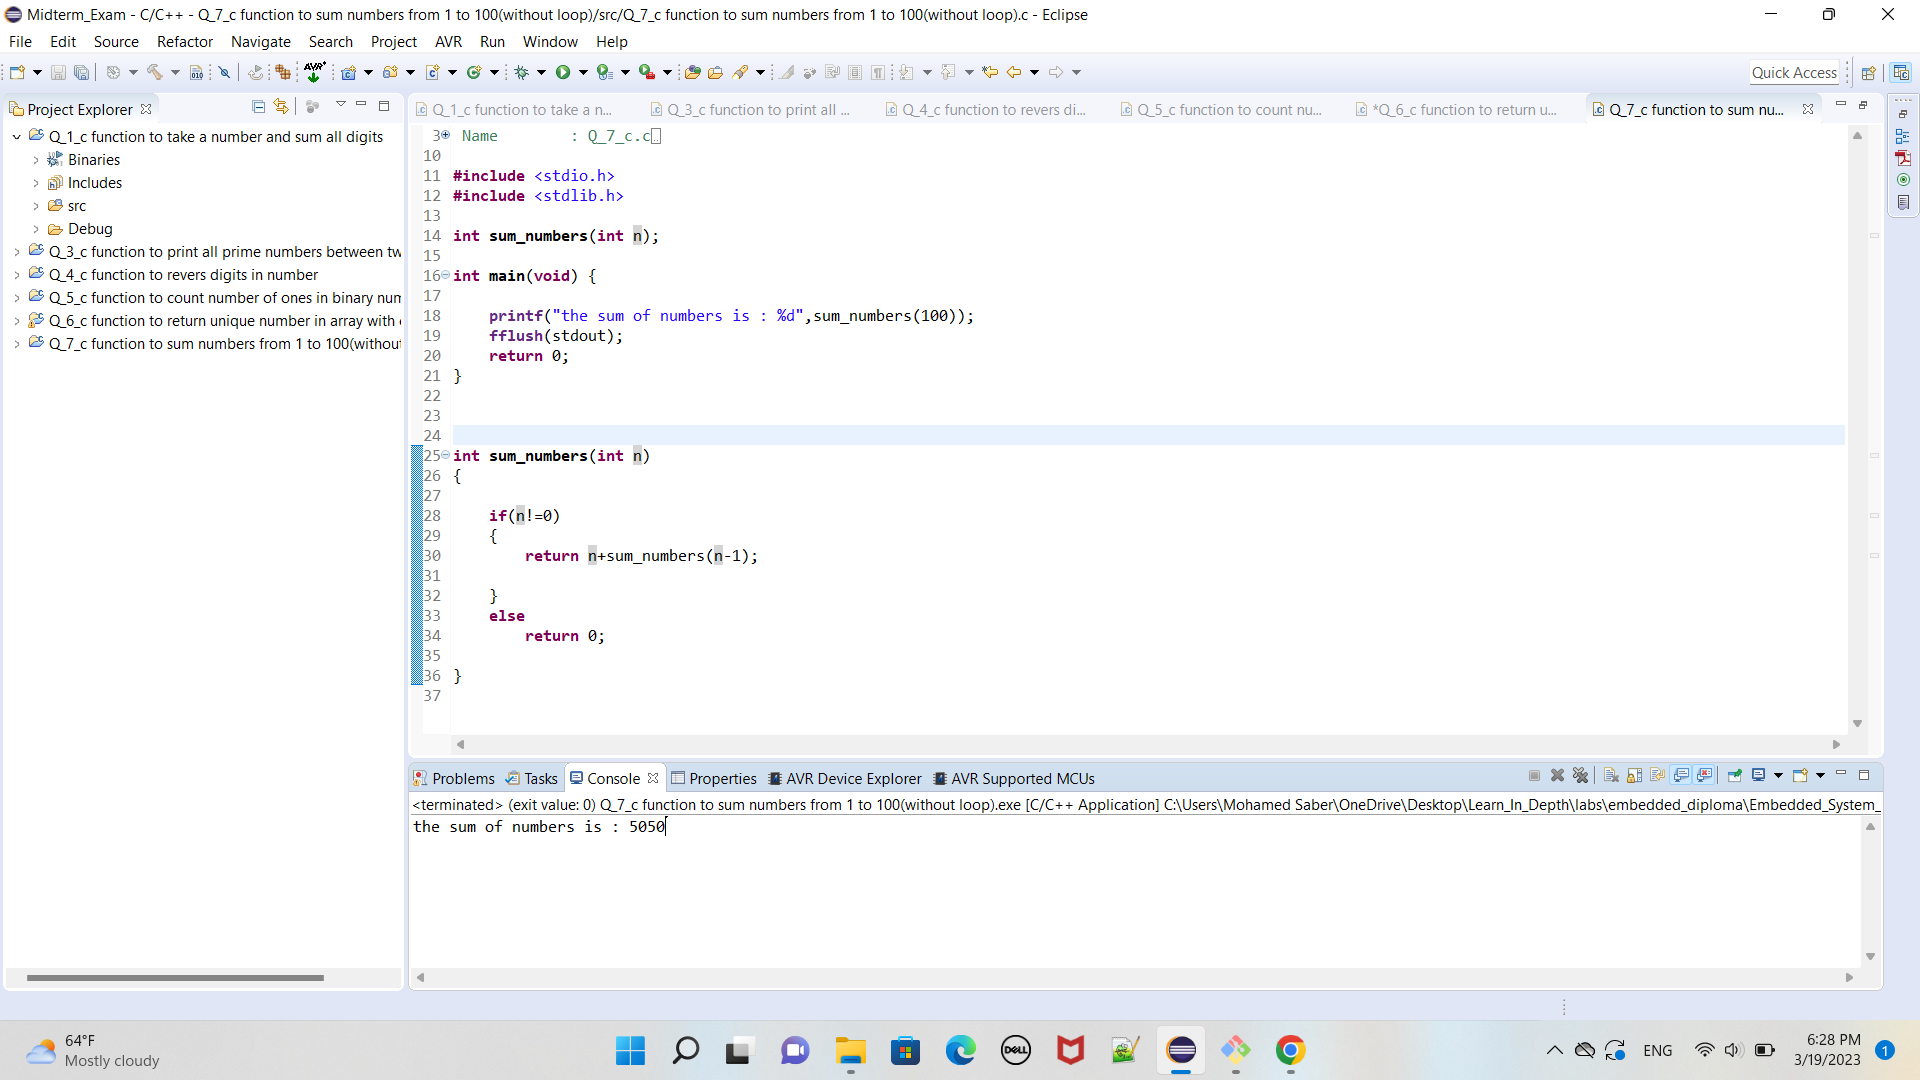 Midterm_Exam - C/C++ - Q_7_c function to sum numbers from 1 to 100(without loop)/src/Q_7_c function to sum numbers from 1 to 100(without loop).c - Eclipse
File Edit Source Refactor Navigate Search Project AVR Run Window Help
Quick Access
Project Explorer
Q_1_c function to take a number and sum all digits
Binaries
Includes
src
Debug
Q_3_c function to print all prime numbers between tw
Q_4_c function to revers digits in number
Q_5_c function to count number of ones in binary num
Q_6_c function to return unique number in array with
Q_7_c function to sum numbers from 1 to 100(withou
Q_1_c function to take a n... Q_3_c function to print all ... Q_4_c function to revers di... Q_5_c function to count nu... *Q_6_c function to return u... Q_7_c function to sum nu...
3 Name : Q_7_c.c
10
11 #include <stdio.h>
12 #include <stdlib.h>
13
14 int sum_numbers(int n);
15
16 int main(void) {
17
18 printf("the sum of numbers is : %d",sum_numbers(100));
19 fflush(stdout);
20 return 0;
21 }
22
23
24
25 int sum_numbers(int n)
26 {
27
28 if(n!=0)
29 {
30 return n+sum_numbers(n-1);
31
32 }
33 else
34 return 0;
35
36 }
37
Problems Tasks Console Properties AVR Device Explorer AVR Supported MCUs
<terminated> (exit value: 0) Q_7_c function to sum numbers from 1 to 100(without loop).exe [C/C++ Application] C:\Users\Mohamed Saber\OneDrive\Desktop\Learn_In_Depth\labs\embedded_diploma\Embedded_System_
the sum of numbers is : 5050
64°F
Mostly cloudy
DELL
ENG
6:28 PM
3/19/2023
1